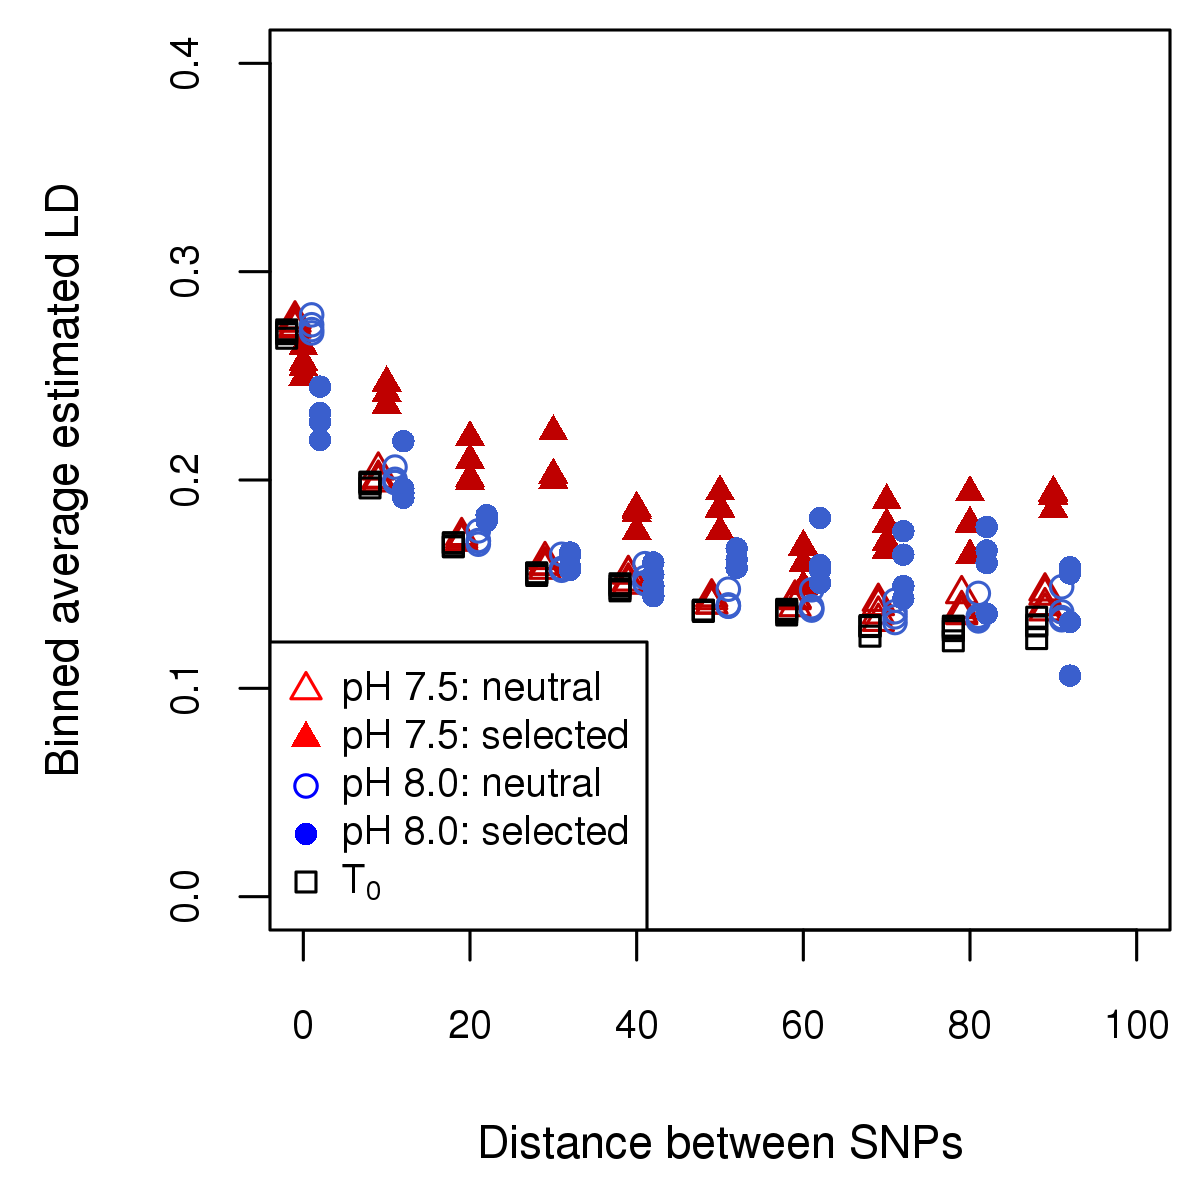 Binned average estimated LD
0.4
0.3
0.2
0.1
0.0
pH 7.5: neutral
pH 7.5: selected
pH 8.0: neutral
pH 8.0: selected
T0
0 20 40 60 80 100
Distance between SNPs